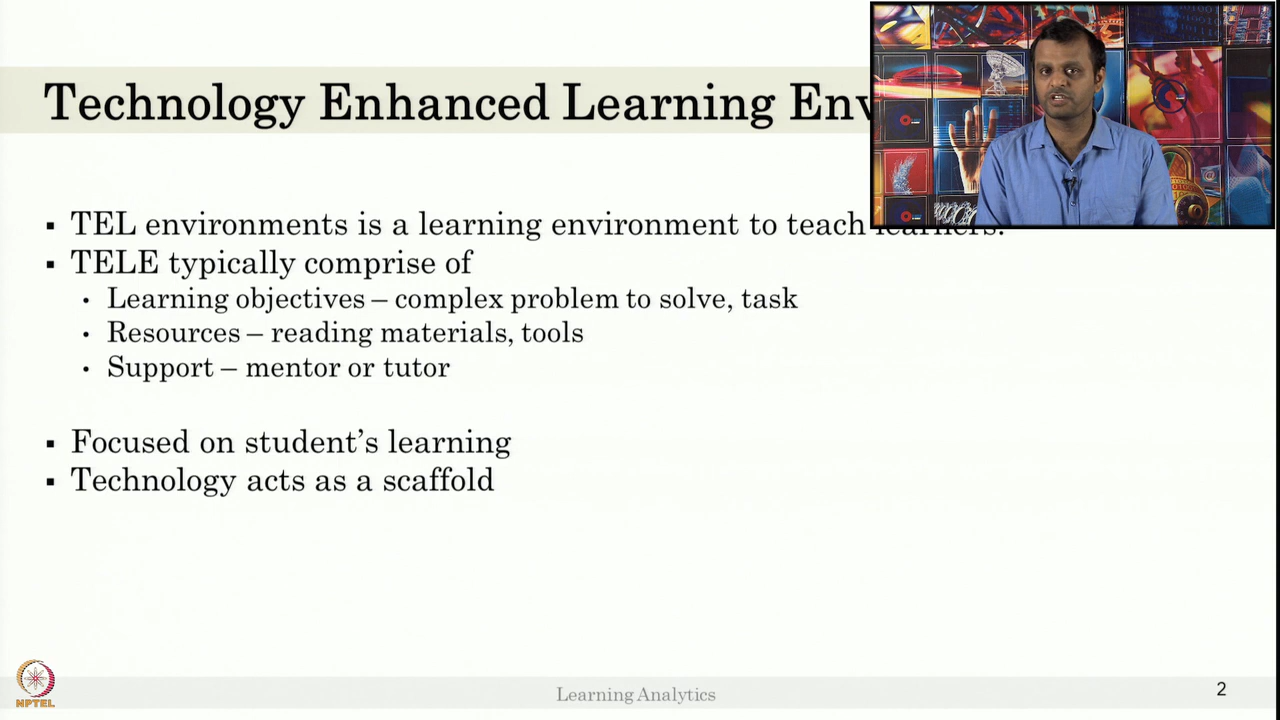 Technology Enhanced Learning Env
▪ TEL environments is a learning environment to teach learners.
▪ TELE typically comprise of
• Learning objectives – complex problem to solve, task
• Resources – reading materials, tools
• Support – mentor or tutor
▪ Focused on student's learning
▪ Technology acts as a scaffold
NPTEL
Learning Analytics
2